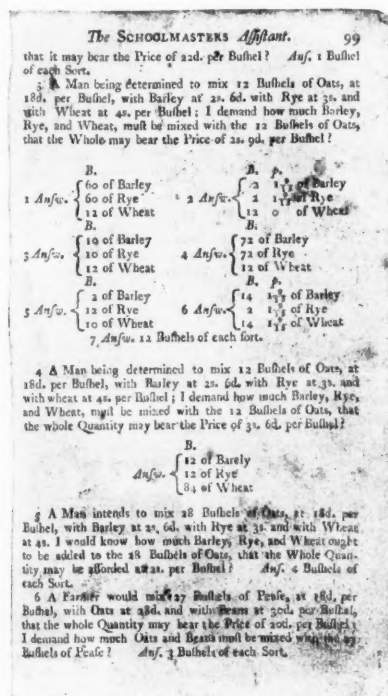 The SCHOOLMASTERS Assistant. 99
that it may bear the Price of 22d. per Bushel? Ans. 1 Bushel
of each Sort.
3 A Man being determined to mix 12 Bushels of Oats, at
18d. per Bushel, with Barley at 2s. 6d. with Rye at 3s. and
with Wheat at 4s. per Bushel; I demand how much Barley,
Rye, and Wheat, must be mixed with the 12 Bushels of Oats,
that the Whole may bear the Price of 2s. 9d. per Bushel?
B.
1 Answ. { 60 of Barley
60 of Rye
12 of Wheat
B. p.
2 Answ. { 2 of Barley
2 of Rye
12 0 of Wheat
B.
3 Answ. { of Barley
of Rye
12 of Wheat
B.
4 Answ. { 72 of Barley
72 of Rye
12 of Wheat
B.
5 Answ. { 2 of Barley
12 of Rye
10 of Wheat
B. p.
6 Answ. { 14 of Barley
2 of Rye
14 of Wheat
7 Answ. 12 Bushels of each sort.
4 A Man being determined to mix 12 Bushels of Oats, at
18d. per Bushel, with Barley at 2s. 6d. with Rye at 3s. and
with wheat at 4s. per Bushel; I demand how much Barley, Rye,
and Wheat, must be mixed with the 12 Bushels of Oats, that
the whole Quantity may bear the Price of 3s. 6d. per Bushel?
B.
Answ. { 12 of Barely
12 of Rye
84 of Wheat
5 A Man intends to mix 28 Bushels of Oats, at 18d. per
Bushel, with Barley at 2s. 6d. with Rye at 3s. and with Wheat
at 4s. I would know how much Barley, Rye, and Wheat ought
to be added to the 28 Bushels of Oats, that the Whole Quan-
tity may be afforded at 2s. per Bushel? Ans. 4 Bushels of
each Sort.
6 A Farmer would mix 27 Bushels of Pease, at 18d. per
Bushel, with Oats at 28d. and with Beans at 30d. per Bushel,
that the whole Quantity may bear the Price of 20d. per Bushel;
I demand how much Oats and Beans must be mixed with the
Bushels of Pease? Ans. 3 Bushels of each Sort.